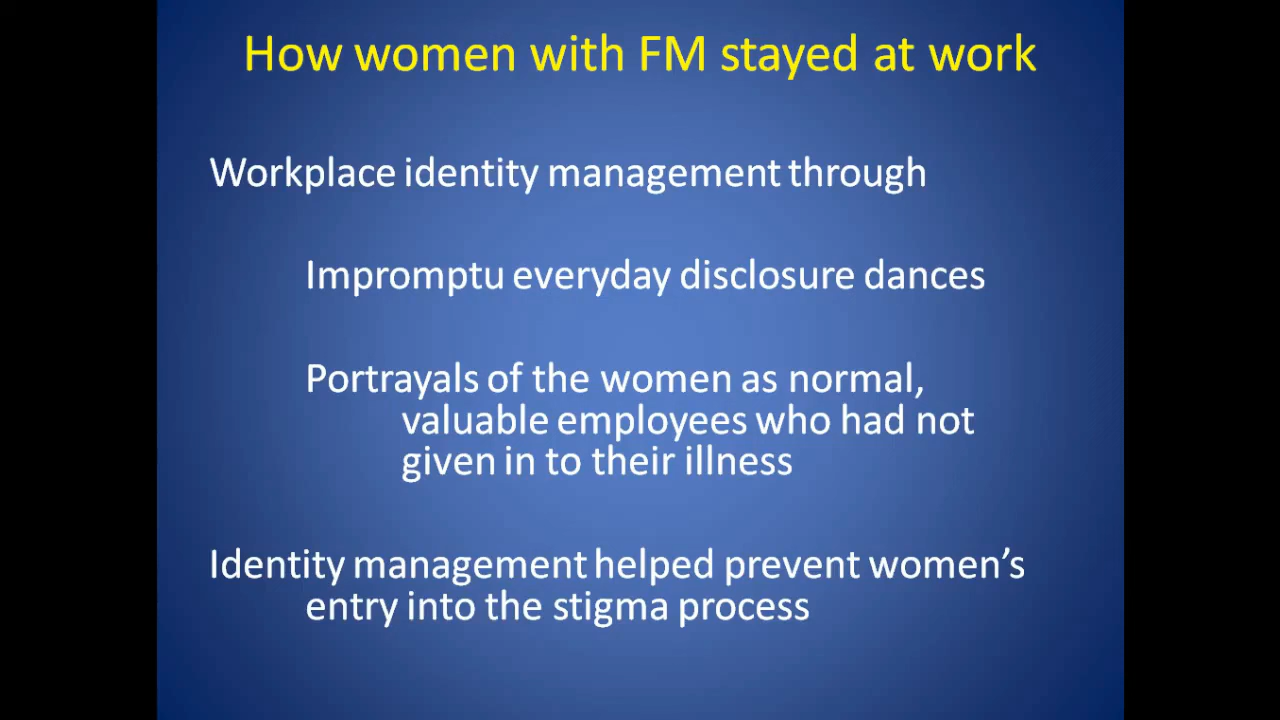 How women with FM stayed at work
Workplace identity management through
Impromptu everyday disclosure dances
Portrayals of the women as normal,
valuable employees who had not
given in to their illness
Identity management helped prevent women’s
entry into the stigma process